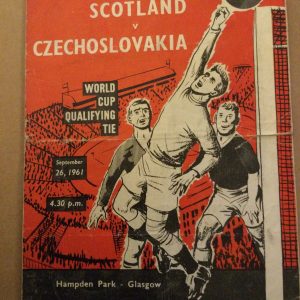 SCOTLAND
v
CZECHOSLOVAKIA
WORLD
CUP
QUALIFYING
TIE
September
26, 1961
4.30 p.m.
Hampden Park - Glasgow